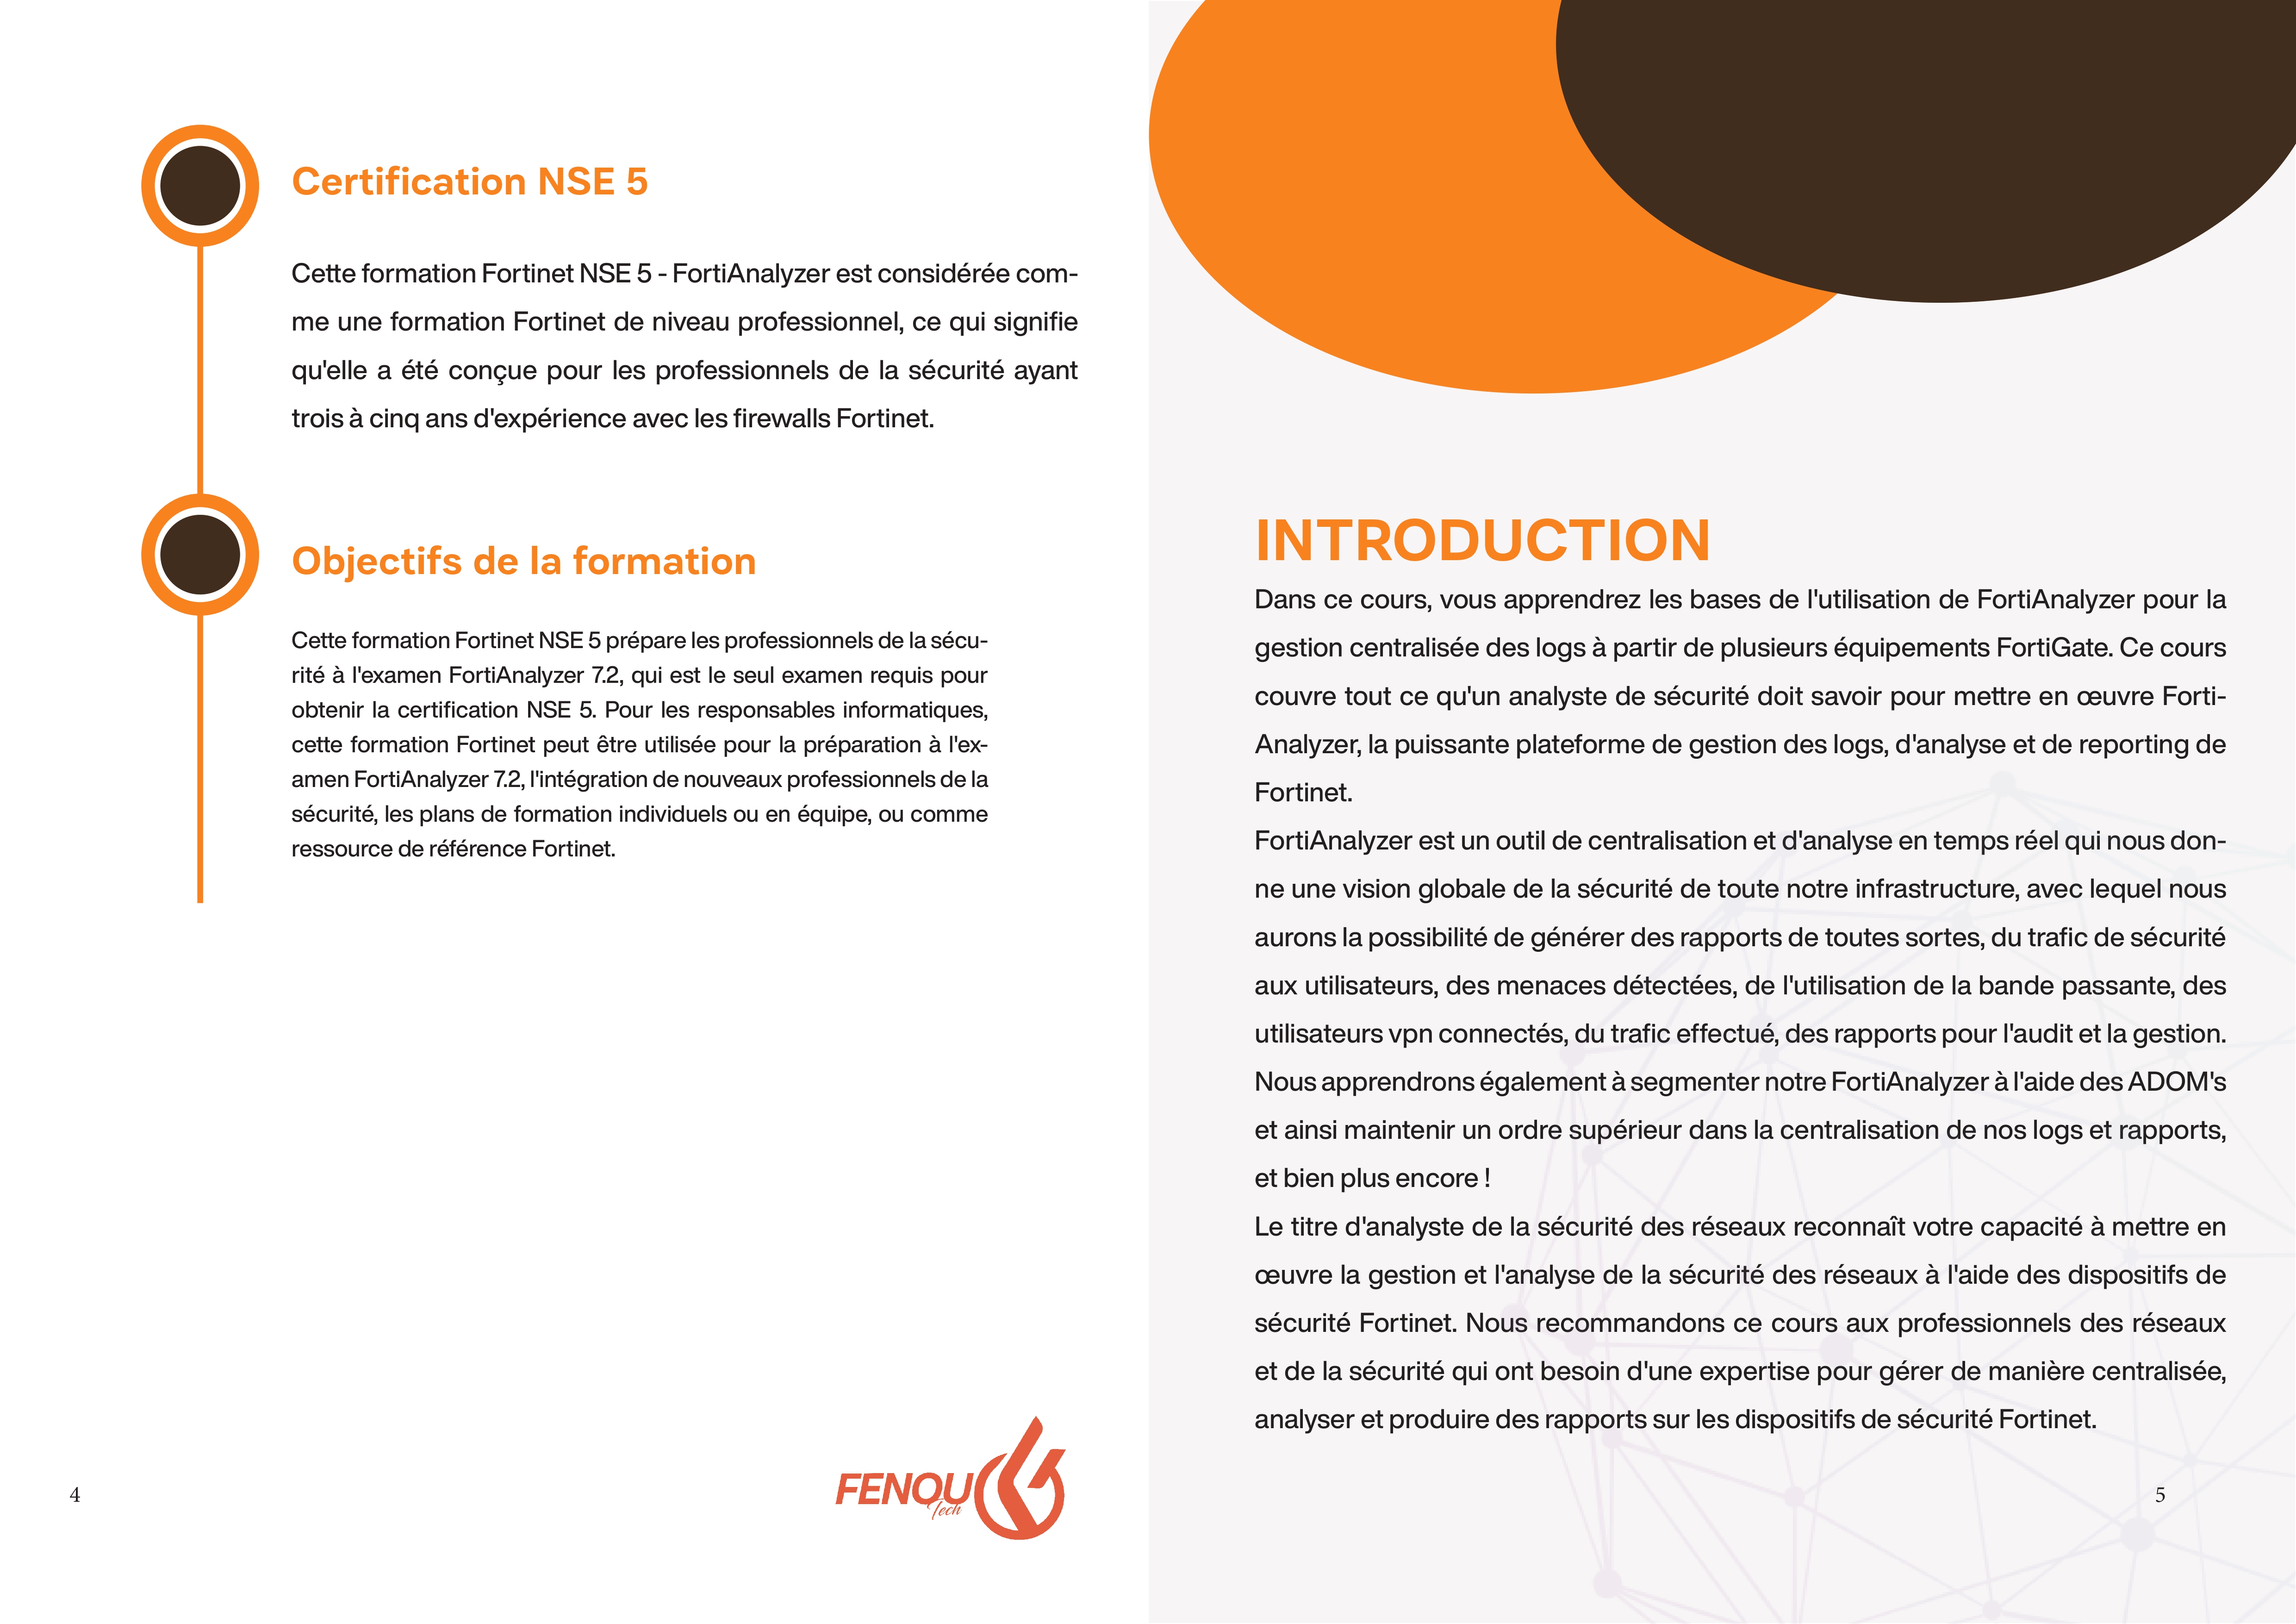 Certification NSE 5
Cette formation Fortinet NSE 5 - FortiAnalyzer est considérée com-
me une formation Fortinet de niveau professionnel, ce qui signifie
qu'elle a été conçue pour les professionnels de la sécurité ayant
trois à cinq ans d'expérience avec les firewalls Fortinet.
Objectifs de la formation
Cette formation Fortinet NSE 5 prépare les professionnels de la sécu-
rité à l'examen FortiAnalyzer 7.2, qui est le seul examen requis pour
obtenir la certification NSE 5. Pour les responsables informatiques,
cette formation Fortinet peut être utilisée pour la préparation à l'ex-
amen FortiAnalyzer 7.2, l'intégration de nouveaux professionnels de la
sécurité, les plans de formation individuels ou en équipe, ou comme
ressource de référence Fortinet.
FENOU
Tech
4
INTRODUCTION
Dans ce cours, vous apprendrez les bases de l'utilisation de FortiAnalyzer pour la
gestion centralisée des logs à partir de plusieurs équipements FortiGate. Ce cours
couvre tout ce qu'un analyste de sécurité doit savoir pour mettre en œuvre Forti-
Analyzer, la puissante plateforme de gestion des logs, d'analyse et de reporting de
Fortinet.
FortiAnalyzer est un outil de centralisation et d'analyse en temps réel qui nous don-
ne une vision globale de la sécurité de toute notre infrastructure, avec lequel nous
aurons la possibilité de générer des rapports de toutes sortes, du trafic de sécurité
aux utilisateurs, des menaces détectées, de l'utilisation de la bande passante, des
utilisateurs vpn connectés, du trafic effectué, des rapports pour l'audit et la gestion.
Nous apprendrons également à segmenter notre FortiAnalyzer à l'aide des ADOM's
et ainsi maintenir un ordre supérieur dans la centralisation de nos logs et rapports,
et bien plus encore !
Le titre d'analyste de la sécurité des réseaux reconnaît votre capacité à mettre en
œuvre la gestion et l'analyse de la sécurité des réseaux à l'aide des dispositifs de
sécurité Fortinet. Nous recommandons ce cours aux professionnels des réseaux
et de la sécurité qui ont besoin d'une expertise pour gérer de manière centralisée,
analyser et produire des rapports sur les dispositifs de sécurité Fortinet.
5